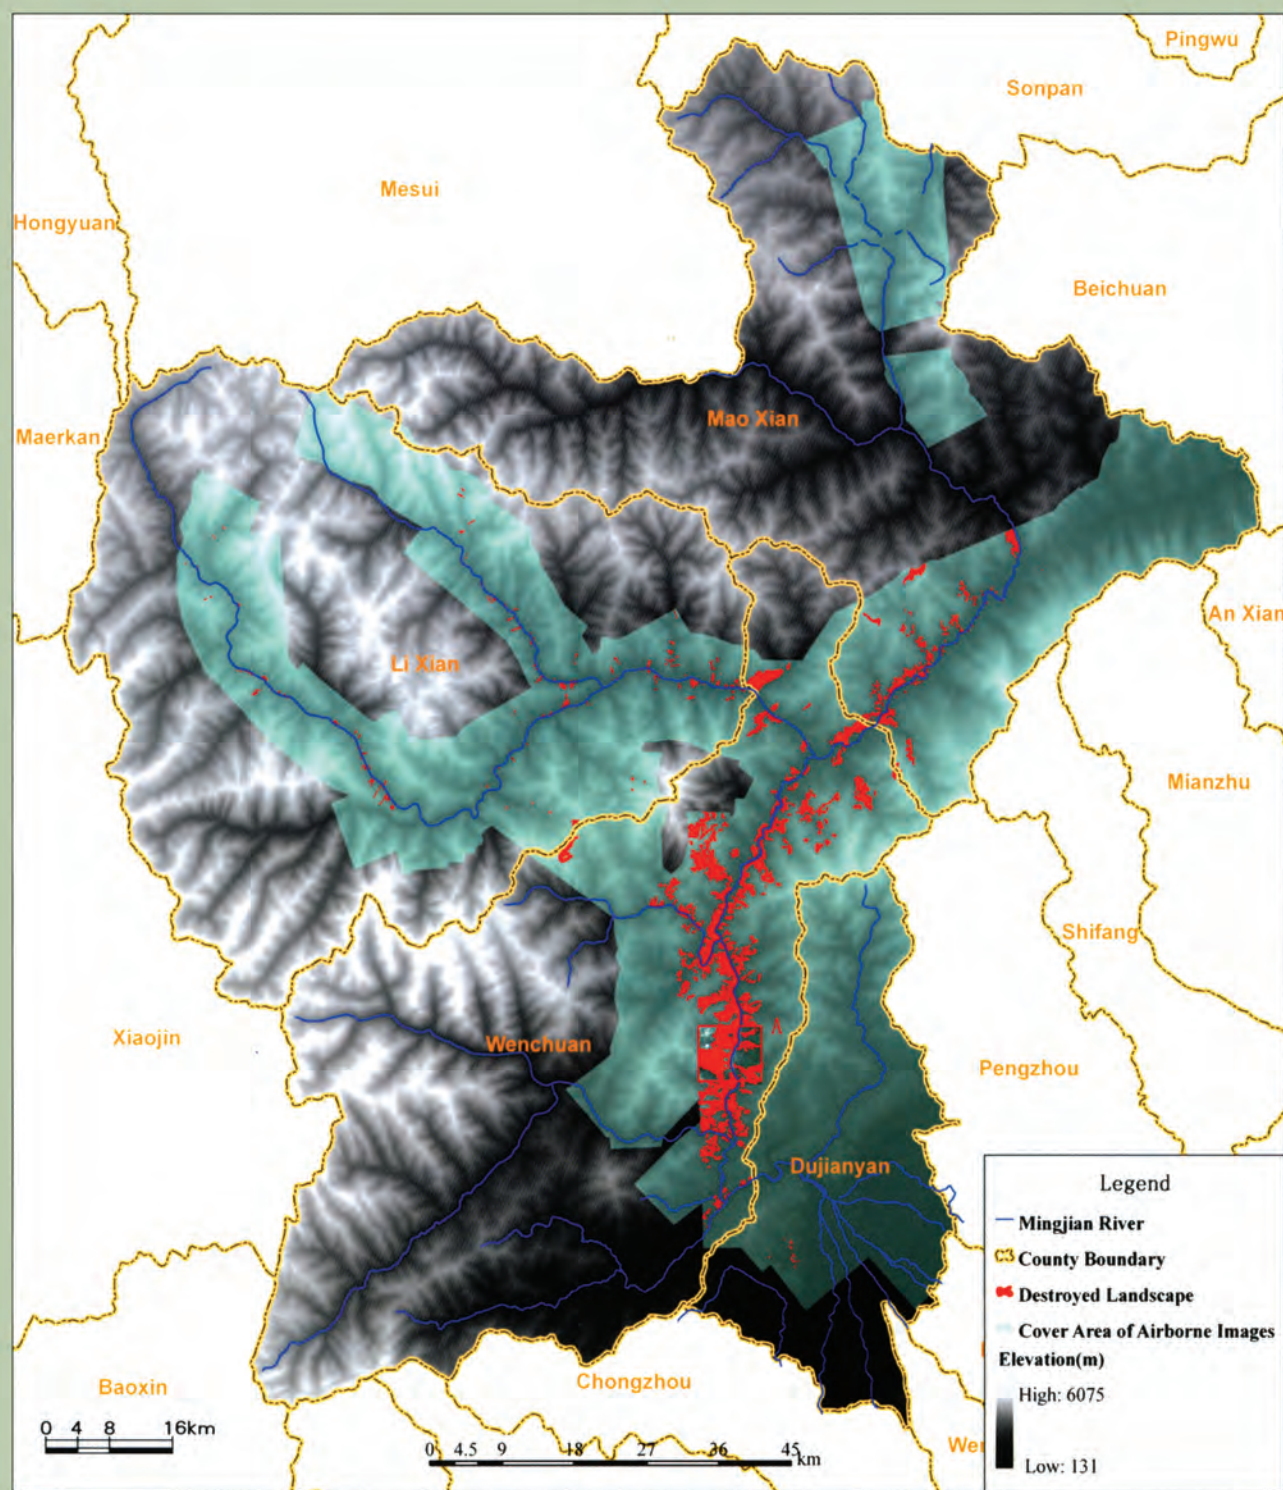 Pingwu
Sonpan
Mesui
Hongyuan
Beichuan
Mao Xian
Maerkan
An Xian
Li Xian
Mianzhu
Shifang
A
Xiaojin
Wenchuan
Pengzhou
Dujianyan
Legend
Mingjian River
County Boundary
Destroyed Landscape
Cover Area of Airborne Images
Elevation(m)
High: 6075
Low: 131
Baoxin
Chongzhou
0 4 8 16km
0 4.5 9 18 27 36 45
km